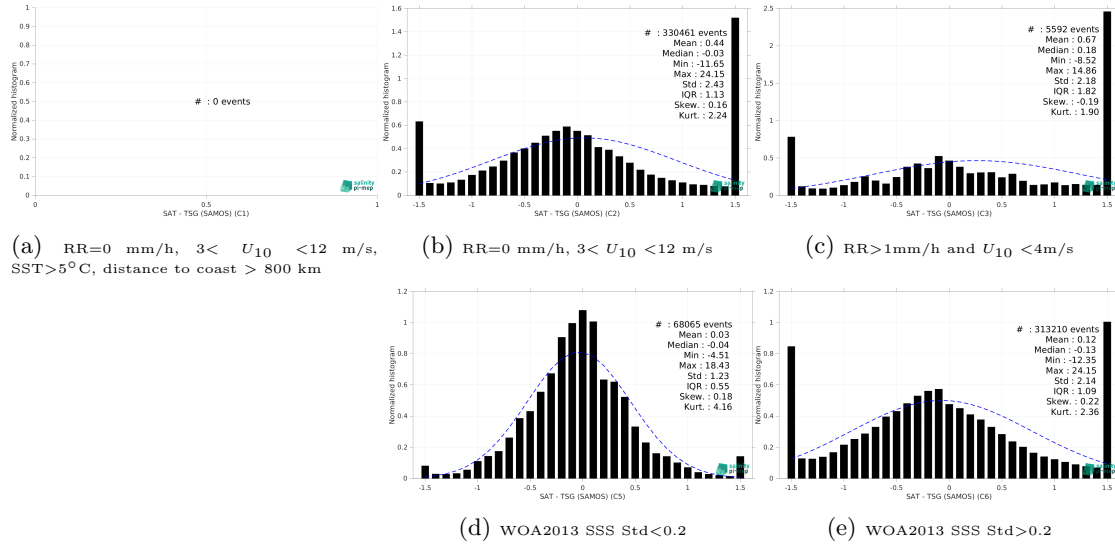 1
0.9
0.8
0.7
0.6
0.5
0.4
0.3
0.2
0.1
0
Normalized histogram
# : 0 events
salinity
pi-mep
0 0.5 1
SAT - TSG (SAMOS) (C1)
(a) RR=0 mm/h, 3< U10 <12 m/s,
SST>5°C, distance to coast > 800 km
1.6
1.4
1.2
1.0
0.8
0.6
0.4
0.2
0
Normalized histogram
# : 330461 events
Mean : 0.44
Median : -0.03
Min : -11.65
Max : 24.15
Std : 2.43
IQR : 1.13
Skew. : 0.16
Kurt. : 2.24
salinity
pi-mep
-1.5 -1 -0.5 0 0.5 1 1.5
SAT - TSG (SAMOS) (C2)
(b) RR=0 mm/h, 3< U10 <12 m/s
2.5
2
1.5
1
0.5
0
Normalized histogram
# : 5592 events
Mean : 0.67
Median : 0.18
Min : -8.52
Max : 14.86
Std : 2.18
IQR : 1.82
Skew. : -0.19
Kurt. : 1.90
-1.5 -1 -0.5 0 0.5 1 1.5
SAT - TSG (SAMOS) (C3)
(c) RR>1mm/h and U10 <4m/s
1.2
1
0.8
0.6
0.4
0.2
0
Normalized histogram
# : 68065 events
Mean : 0.03
Median : -0.04
Min : -4.51
Max : 18.43
Std : 1.23
IQR : 0.55
Skew. : 0.18
Kurt. : 4.16
salinity
pi-mep
-1.5 -1 -0.5 0 0.5 1 1.5
SAT - TSG (SAMOS) (C5)
(d) WOA2013 SSS Std<0.2
1.2
1
0.8
0.6
0.4
0.2
0
Normalized histogram
# : 313210 events
Mean : 0.12
Median : -0.13
Min : -12.35
Max : 24.15
Std : 2.14
IQR : 1.09
Skew. : 0.22
Kurt. : 2.36
-1.5 -1 -0.5 0 0.5 1 1.5
SAT - TSG (SAMOS) (C6)
(e) WOA2013 SSS Std>0.2